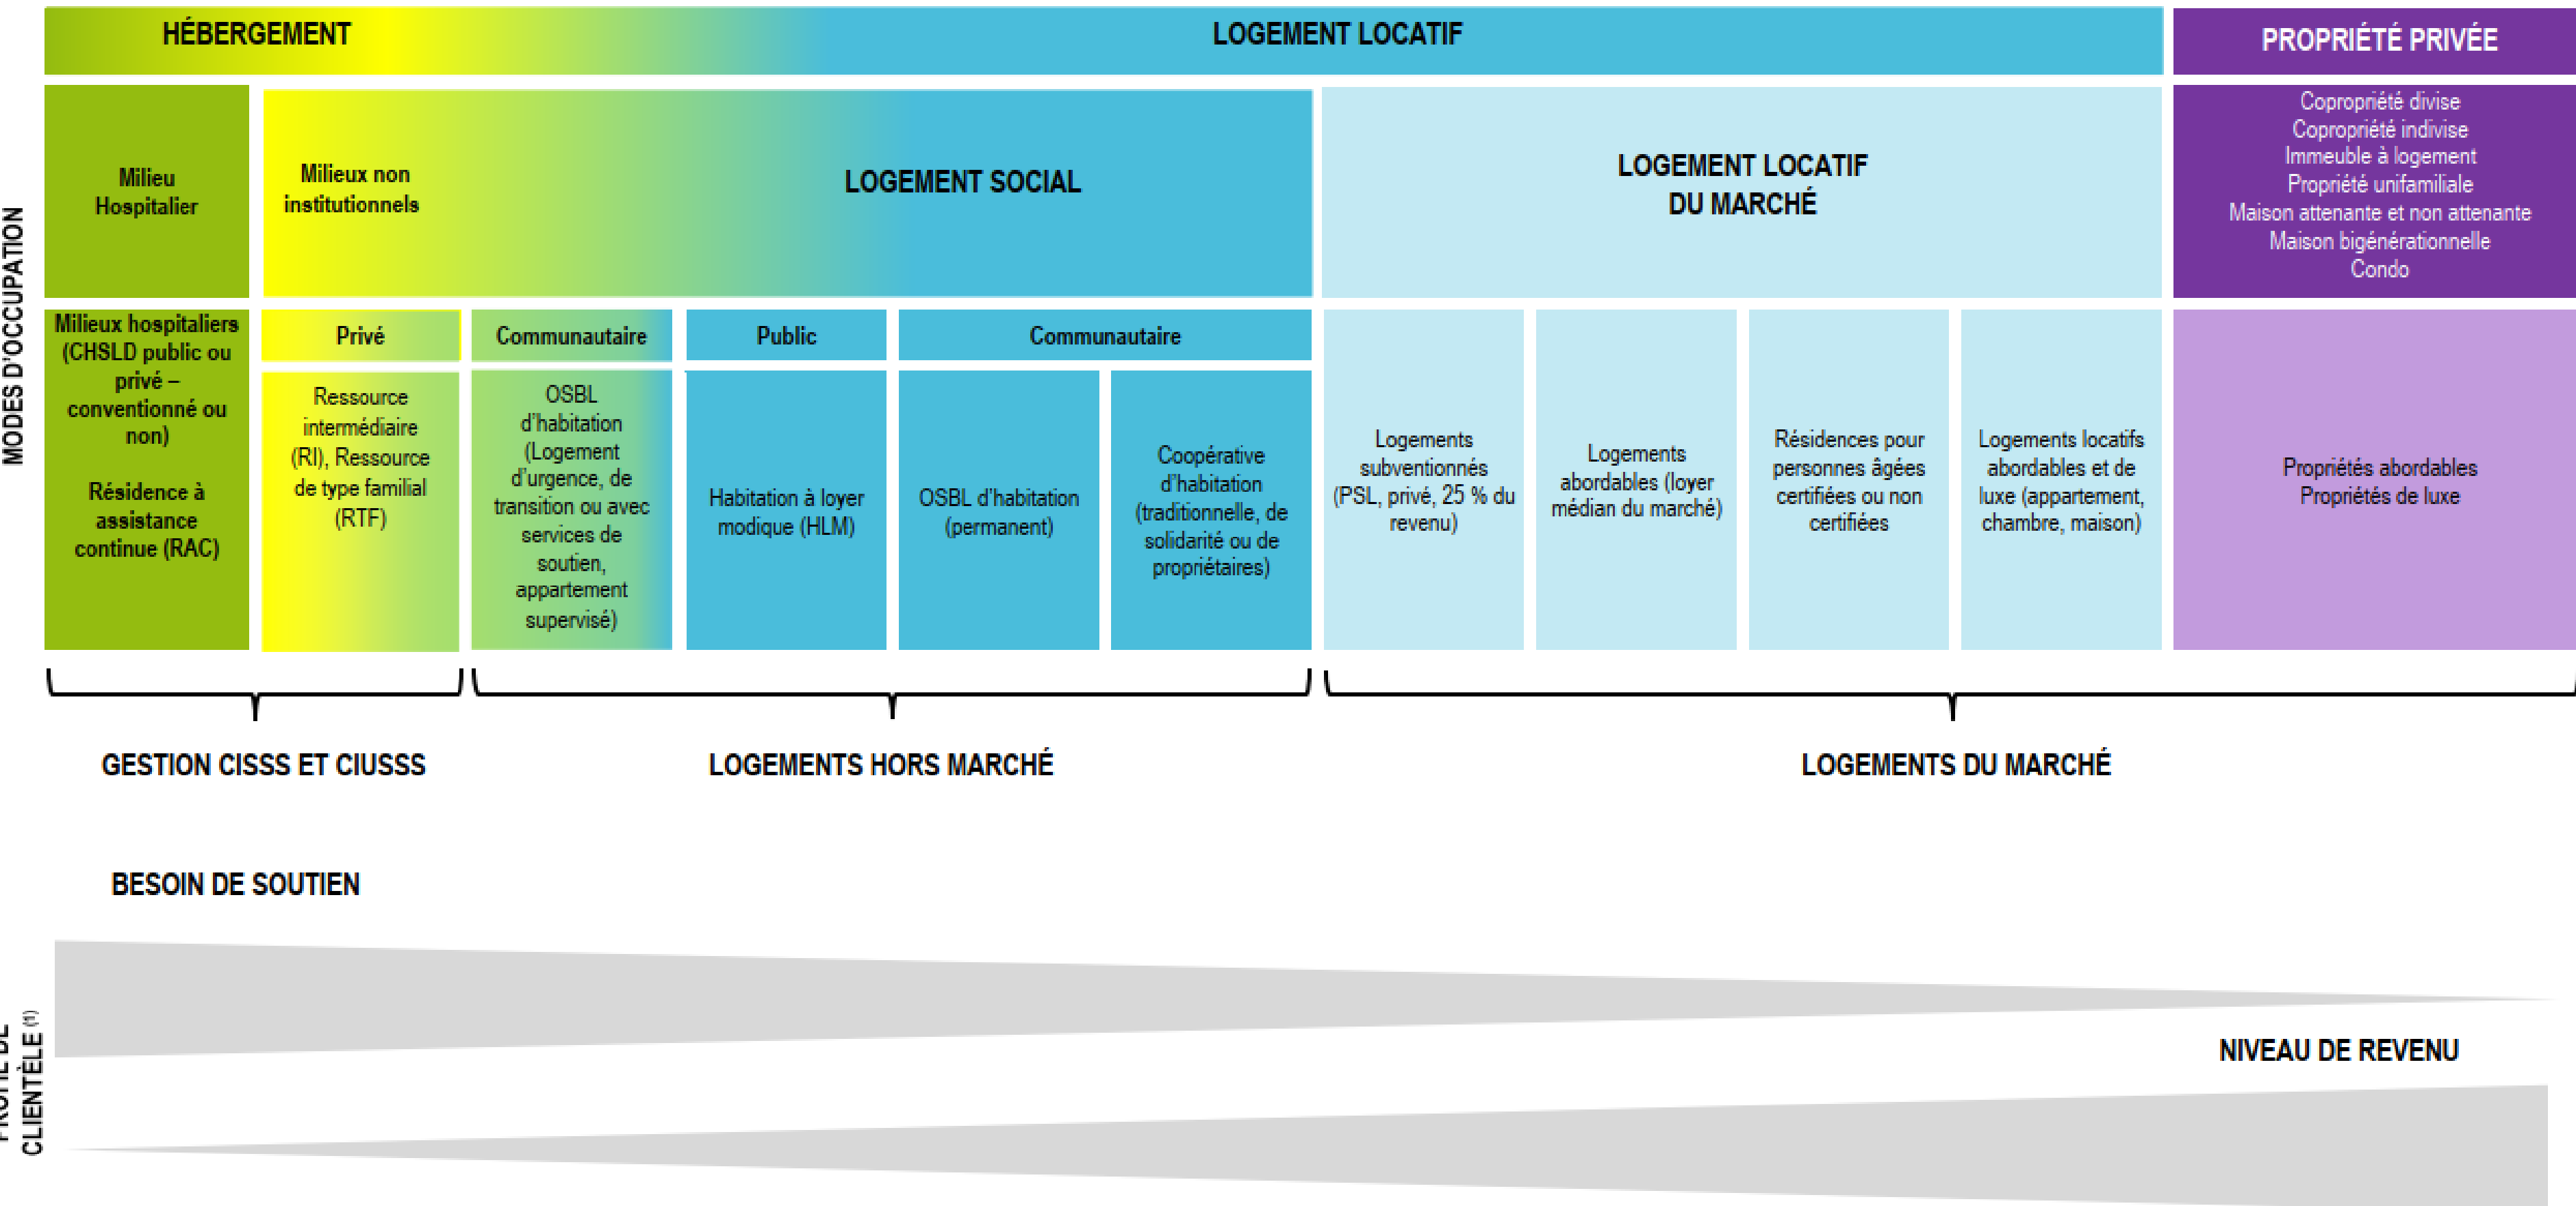 HÉBERGEMENT
LOGEMENT LOCATIF
PROPRIÉTÉ PRIVÉE
MODES D'OCCUPATION
Milieu
Hospitalier
Milieux non
institutionnels
LOGEMENT SOCIAL
LOGEMENT LOCATIF
DU MARCHÉ
Copropriété divise
Copropriété indivise
Immeuble à logement
Propriété unifamiliale
Maison attenante et non attenante
Maison bigénérationnelle
Condo
Milieux hospitaliers
(CHSLD public ou
privé –
conventionné ou
non)
Résidence à
assistance
continue (RAC)
Privé
Ressource
intermédiaire
(RI), Ressource
de type familial
(RTF)
Communautaire
OSBL
d'habitation
(Logement
d'urgence, de
transition ou avec
services de
soutien,
appartement
supervisé)
Public
Habitation à loyer
modique (HLM)
Communautaire
OSBL d'habitation
(permanent)
Coopérative
d'habitation
(traditionnelle, de
solidarité ou de
propriétaires)
Logements
subventionnés
(PSL, privé, 25 % du
revenu)
Logements
abordables (loyer
médian du marché)
Résidences pour
personnes âgées
certifiées ou non
certifiées
Logements locatifs
abordables et de
luxe (appartement,
chambre, maison)
Propriétés abordables
Propriétés de luxe
GESTION CISSS ET CIUSSS
LOGEMENTS HORS MARCHÉ
LOGEMENTS DU MARCHÉ
BESOIN DE SOUTIEN
CLIENTÈLE (1)
NIVEAU DE REVENU